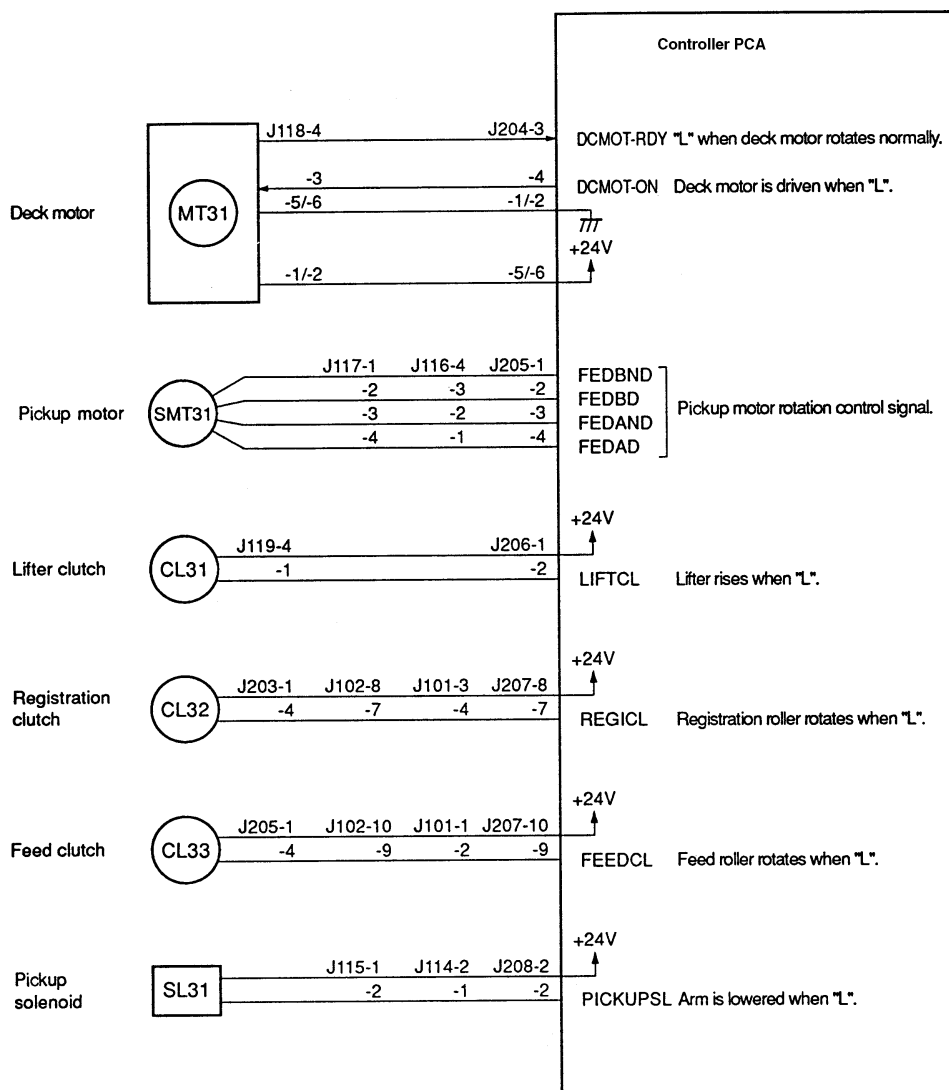 Controller PCA
J118-4 J204-3 DCMOT-RDY "L" when deck motor rotates normally.
-3 -4 DCMOT-ON Deck motor is driven when "L".
Deck motor MT31 -5/-6 -1/-2
+24V
-1/-2 -5/-6
J117-1 J116-4 J205-1 FEDBND
-2 -3 -2 FEDBD
Pickup motor SMT31 -3 -2 -3 FEDAND Pickup motor rotation control signal.
-4 -1 -4 FEDAD
+24V
J119-4 J206-1
Lifter clutch CL31 -1 -2 LIFTCL Lifter rises when "L".
+24V
J203-1 J102-8 J101-3 J207-8
Registration
clutch CL32 -4 -7 -4 -7 REGICL Registration roller rotates when "L".
+24V
J205-1 J102-10 J101-1 J207-10
Feed clutch CL33 -4 -9 -2 -9 FEEDCL Feed roller rotates when "L".
+24V
J115-1 J114-2 J208-2
Pickup
solenoid SL31 -2 -1 -2 PICKUPSL Arm is lowered when "L".